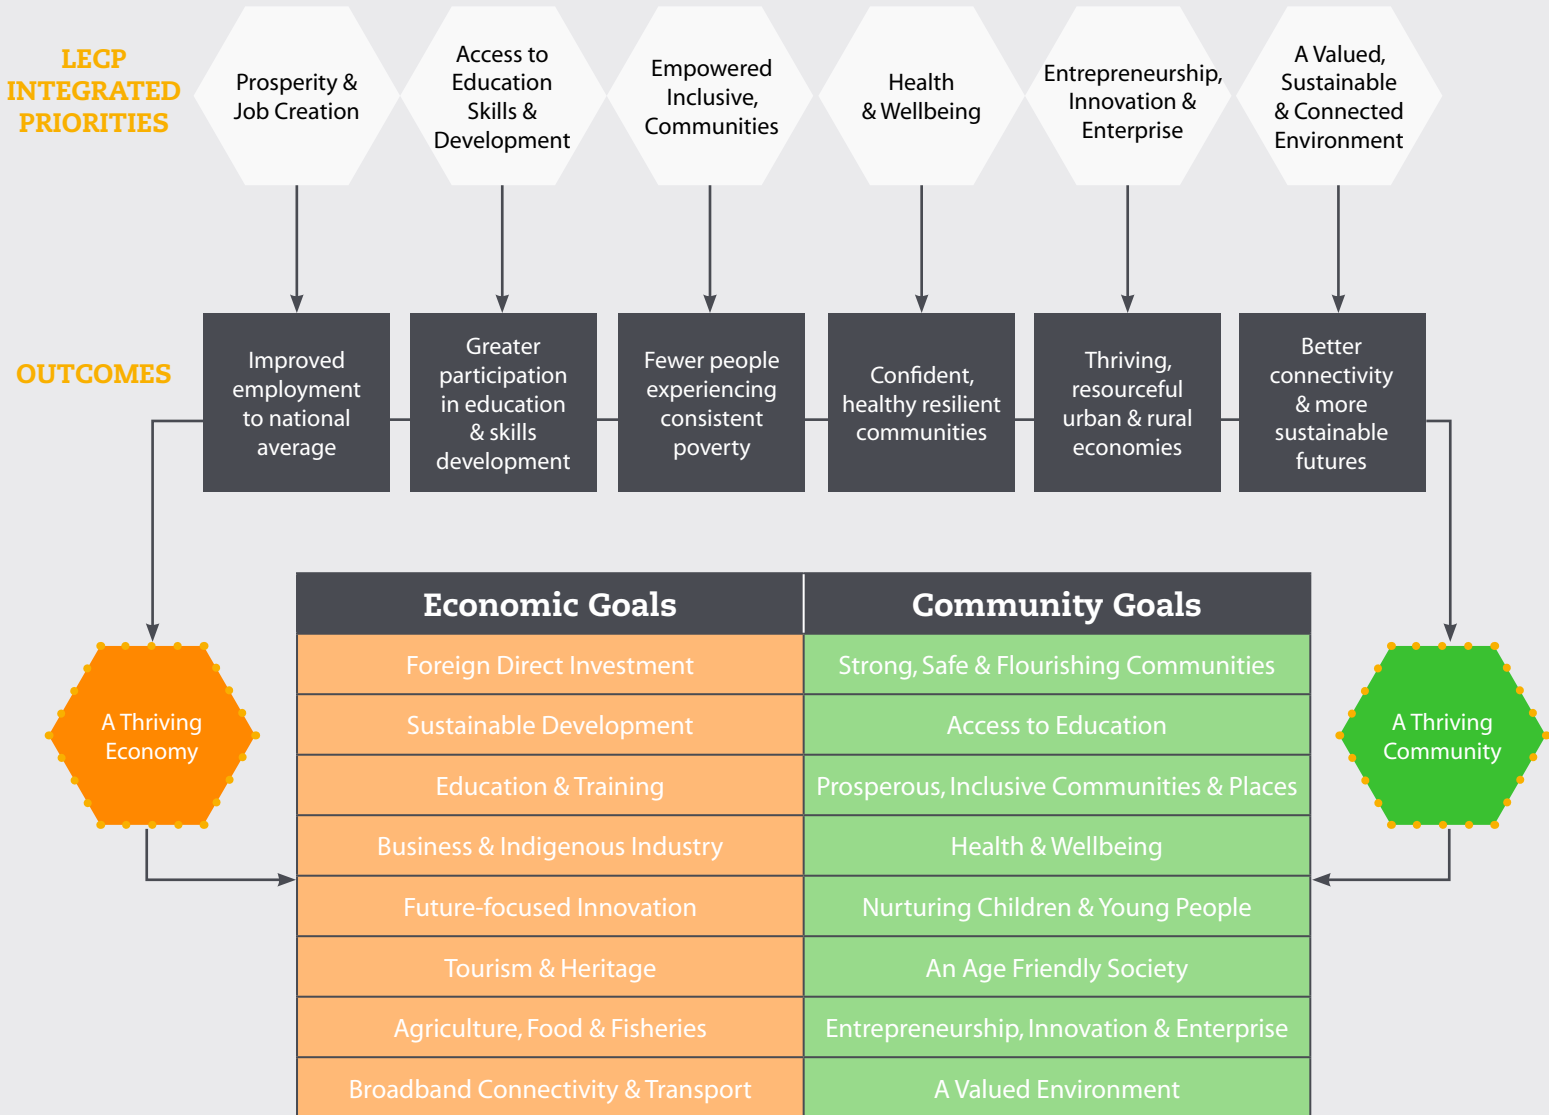 LECP
INTEGRATED
PRIORITIES
Prosperity &
Job Creation
Access to
Education
Skills &
Development
Empowered
Inclusive,
Communities
Health
& Wellbeing
Entrepreneurship,
Innovation &
Enterprise
A Valued,
Sustainable
& Connected
Environment
OUTCOMES
Improved
employment
to national
average
Greater
participation
in education
& skills
development
Fewer people
experiencing
consistent
poverty
Confident,
healthy resilient
communities
Thriving,
resourceful
urban & rural
economies
Better
connectivity
& more
sustainable
futures
A Thriving
Economy
Economic Goals
Community Goals
Foreign Direct Investment
Strong, Safe & Flourishing Communities
Sustainable Development
Access to Education
Education & Training
Prosperous, Inclusive Communities & Places
Business & Indigenous Industry
Health & Wellbeing
Future-focused Innovation
Nurturing Children & Young People
Tourism & Heritage
An Age Friendly Society
Agriculture, Food & Fisheries
Entrepreneurship, Innovation & Enterprise
Broadband Connectivity & Transport
A Valued Environment
A Thriving
Community